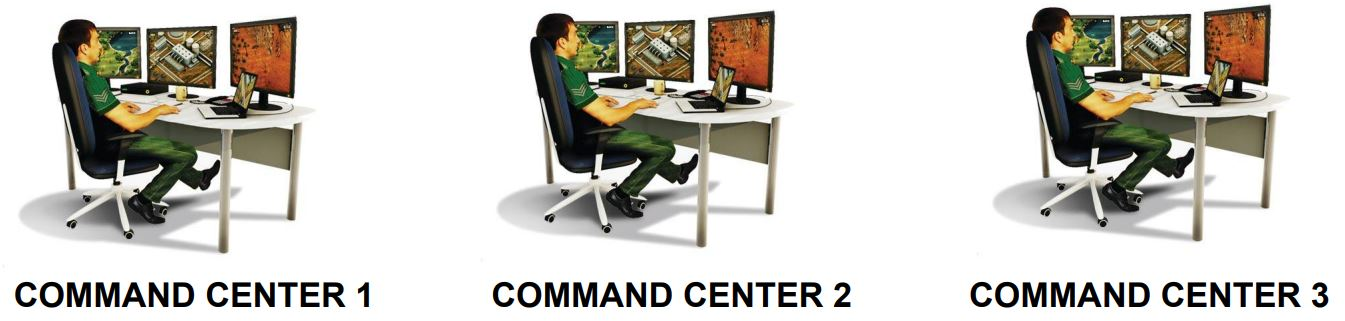 COMMAND CENTER 1
COMMAND CENTER 2
COMMAND CENTER 3